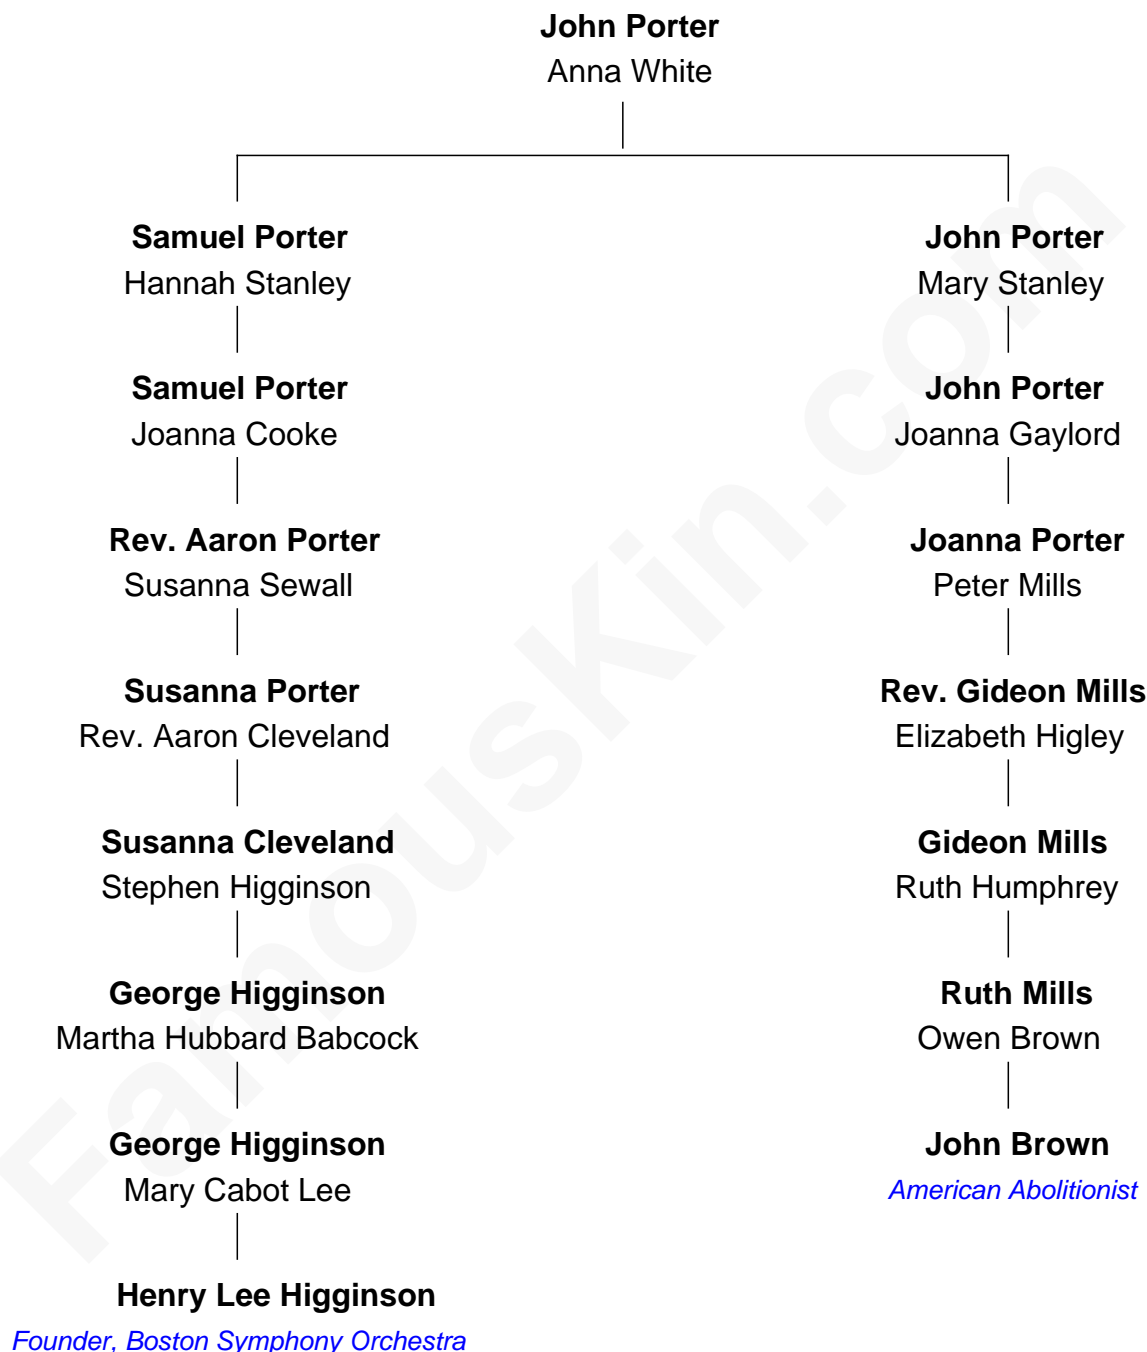 John Porter
Anna White
Samuel Porter
Hannah Stanley
John Porter
Mary Stanley
Samuel Porter
Joanna Cooke
John Porter
Joanna Gaylord
Rev. Aaron Porter
Susanna Sewall
Joanna Porter
Peter Mills
Susanna Porter
Rev. Aaron Cleveland
Rev. Gideon Mills
Elizabeth Higley
Susanna Cleveland
Stephen Higginson
Gideon Mills
Ruth Humphrey
George Higginson
Martha Hubbard Babcock
Ruth Mills
Owen Brown
George Higginson
Mary Cabot Lee
John Brown
American Abolitionist
Henry Lee Higginson
Founder, Boston Symphony Orchestra
FamousKin.com